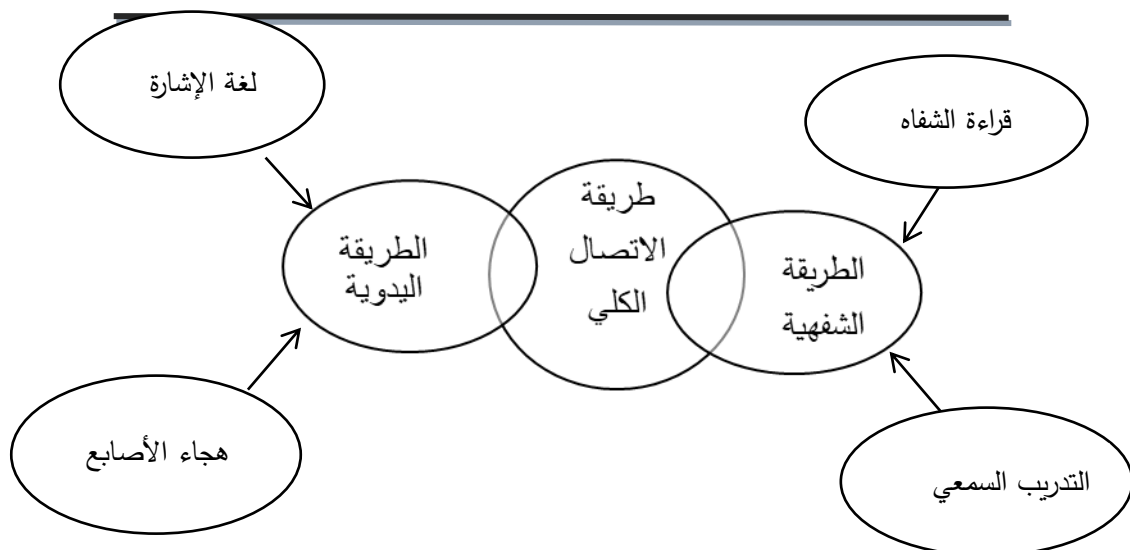 قراءة الشفاه
لغة الإشارة
طريقة
الاتصال
الكلي
الطريقة
الشفهية
الطريقة
اليدوية
التدريب السمعي
هجاء الأصابع